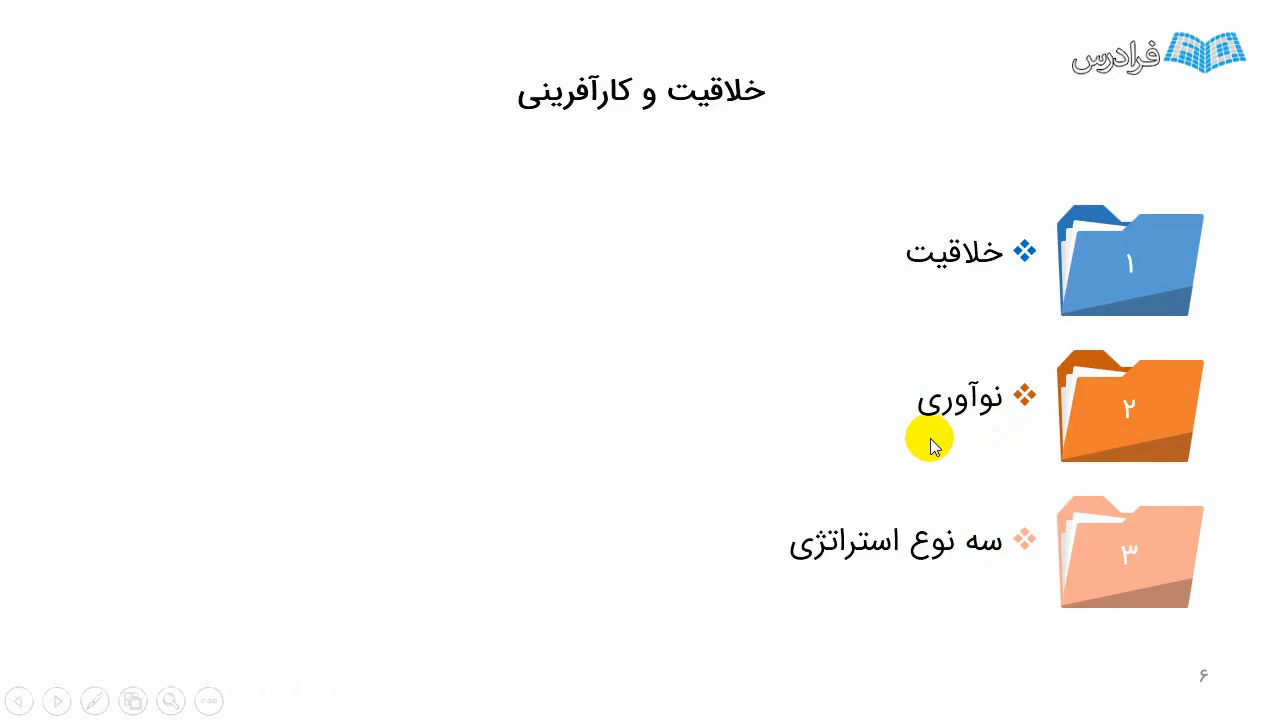 فرادرس
خلاقیت و کارآفرینی
۱
خلاقیت
۲
نوآوری
۳
سه نوع استراتژی
۶